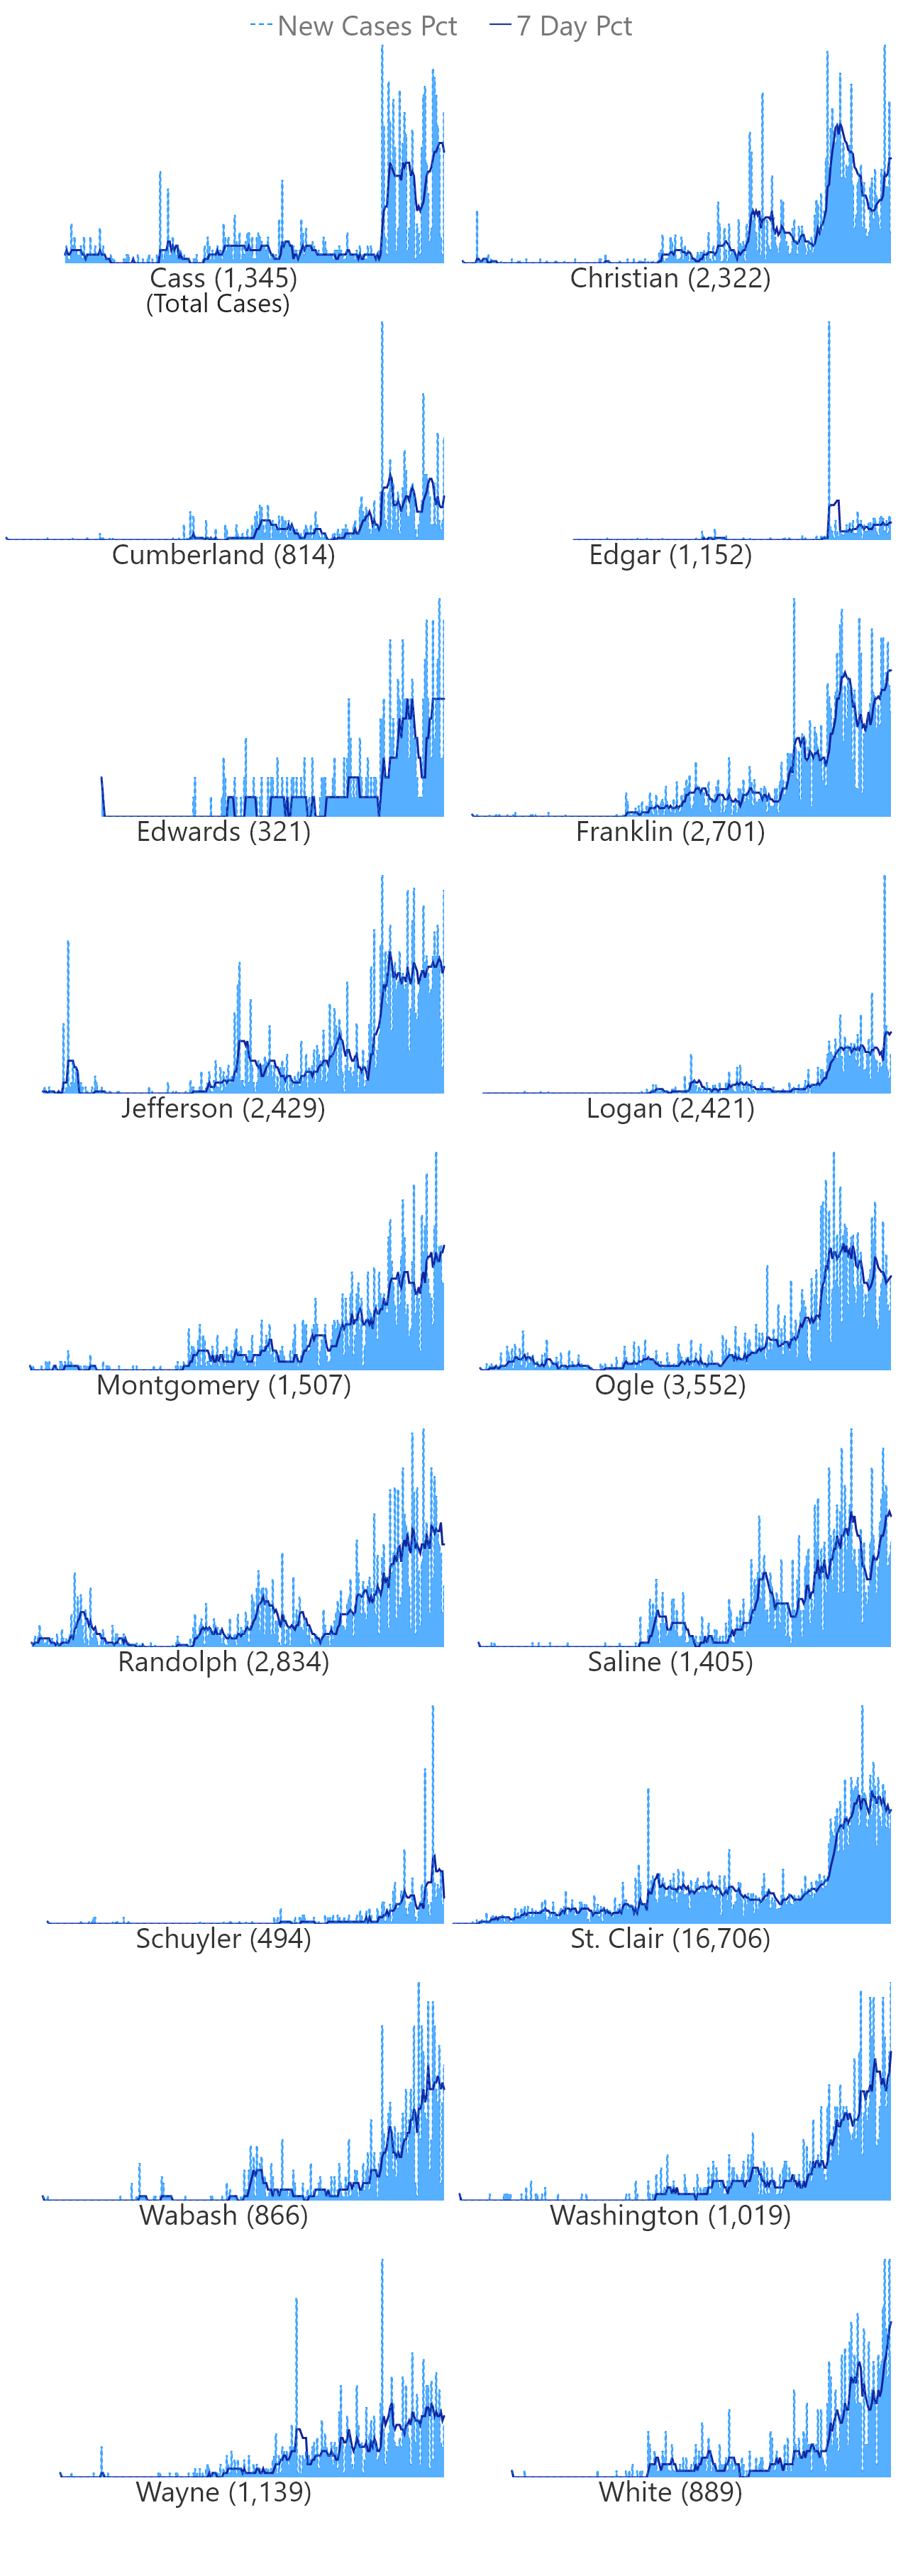 New Cases Pct 7 Day Pct
Cass (1,345) Christian (2,322)
(Total Cases)
Cumberland (814) Edgar (1,152)
Edwards (321) Franklin (2,701)
Jefferson (2,429) Logan (2,421)
Montgomery (1,507) Ogle (3,552)
Randolph (2,834) Saline (1,405)
Schuyler (494) St. Clair (16,706)
Wabash (866) Washington (1,019)
Wayne (1,139) White (889)